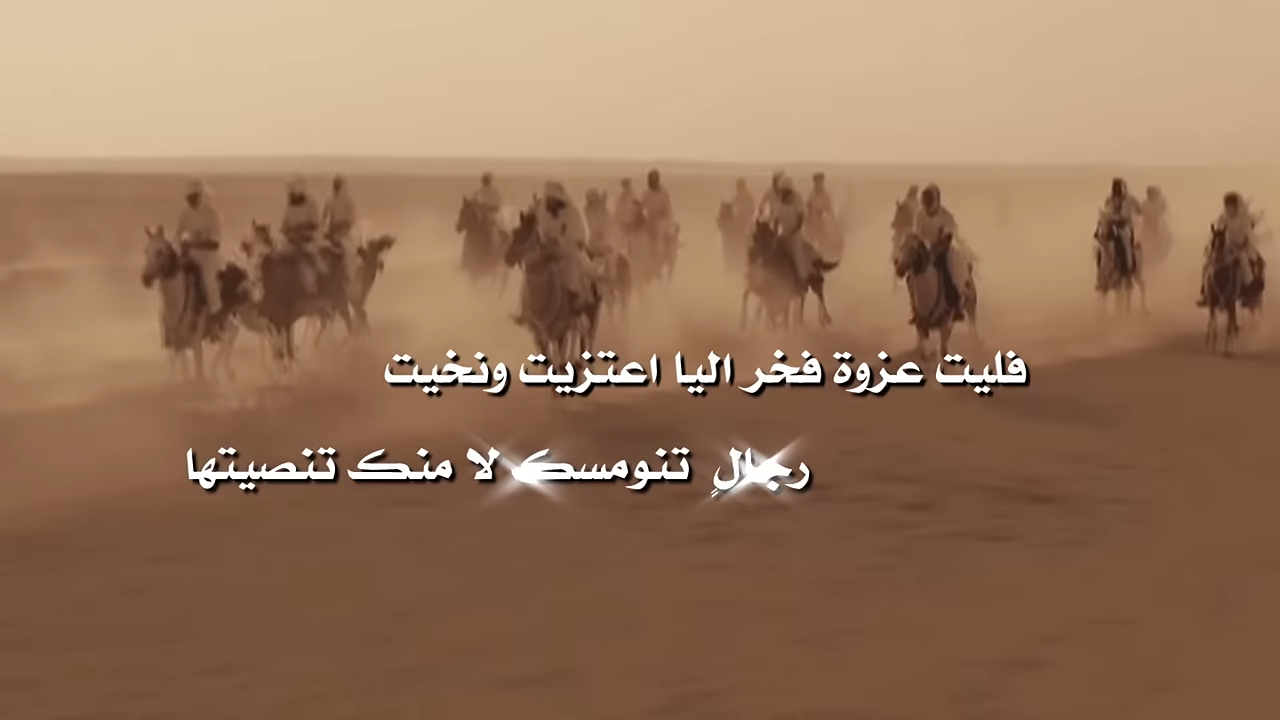 فليت عزوة فخر اليا اعتزيت ونخيت
رجالٍ تنومسك لا منك تنصيتها